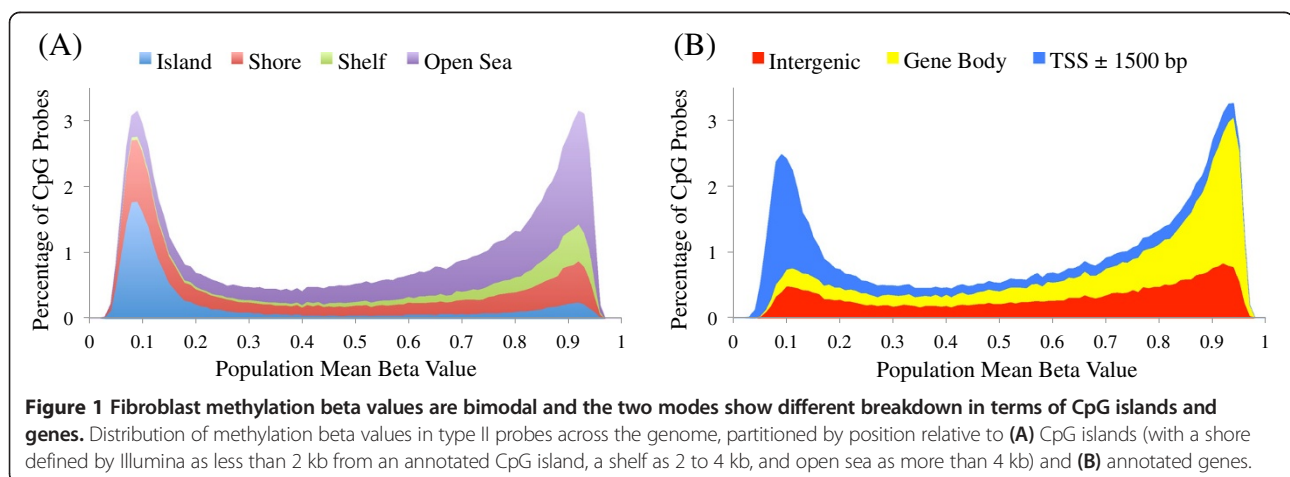 (A)
Island Shore Shelf Open Sea
Percentage of CpG Probes
3
2
1
0
0 0.1 0.2 0.3 0.4 0.5 0.6 0.7 0.8 0.9 1
Population Mean Beta Value
(B)
Intergenic Gene Body TSS ± 1500 bp
Percentage of CpG Probes
3
2
1
0
0 0.1 0.2 0.3 0.4 0.5 0.6 0.7 0.8 0.9 1
Population Mean Beta Value
Figure 1 Fibroblast methylation beta values are bimodal and the two modes show different breakdown in terms of CpG islands and
genes. Distribution of methylation beta values in type II probes across the genome, partitioned by position relative to (A) CpG islands (with a shore
defined by Illumina as less than 2 kb from an annotated CpG island, a shelf as 2 to 4 kb, and open sea as more than 4 kb) and (B) annotated genes.